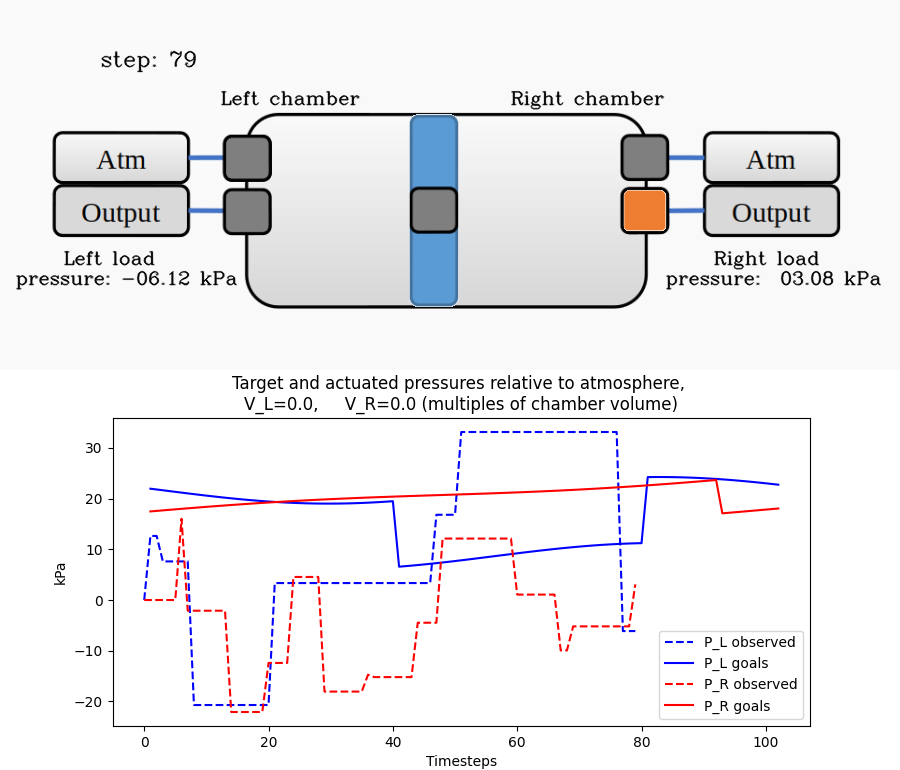 step: 79
Left chamber
Right chamber
Atm
Atm
Output
Output
Left load
pressure: -06.12 kPa
Right load
pressure: 03.08 kPa
Target and actuated pressures relative to atmosphere,
V_L=0.0, V_R=0.0 (multiples of chamber volume)
30
20
10
0
−10
−20
kPa
0
20
40
60
80
100
Timesteps
P_L observed
P_L goals
P_R observed
P_R goals